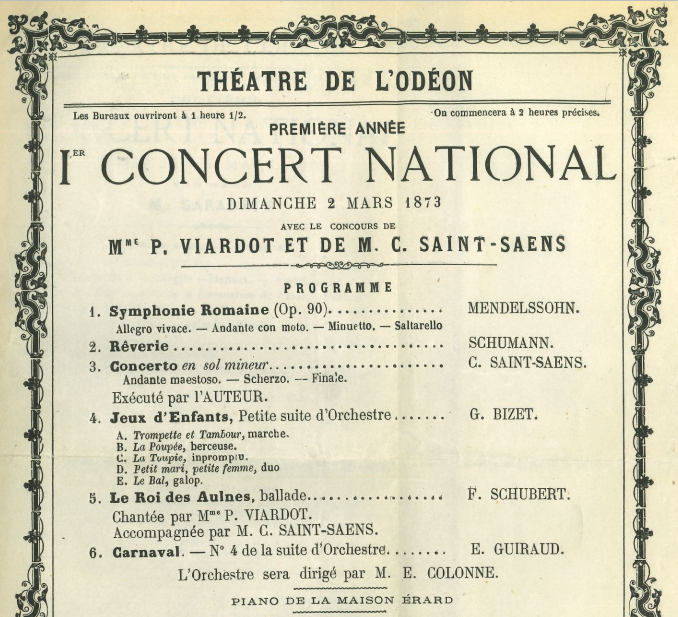 THÉATRE DE L'ODÉON
Les Bureaux ouvriront à 1 heure 1/2. On commencera à 2 heures précises.
PREMIÈRE ANNÉE
IER CONCERT NATIONAL
DIMANCHE 2 MARS 1873
AVEC LE CONCOURS DE
MME P. VIARDOT ET DE M. C. SAINT-SAENS
PROGRAMME
1. Symphonie Romaine (Op. 90). . . . . . . . . . . . . . . MENDELSSOHN.
Allegro vivace. — Andante con moto. — Minuetto. — Saltarello
2. Rêverie . . . . . . . . . . . . . . . . . . . . . . . . . . . . . . . . . . SCHUMANN.
3. Concerto en sol mineur. . . . . . . . . . . . . . . . . . . . . . C. SAINT-SAENS.
Andante maestoso. — Scherzo. — Finale.
Exécuté par l'AUTEUR.
4. Jeux d'Enfants, Petite suite d'Orchestre . . . . . . . G. BIZET.
A. Trompette et Tambour, marche.
B. La Poupée, berceuse.
C. La Toupie, inpromptu.
D. Petit mari, petite femme, duo
E. Le Bal, galop.
5. Le Roi des Aulnes, ballade. . . . . . . . . . . . . . . . . . F. SCHUBERT.
Chantée par Mme P. VIARDOT.
Accompagnée par M. C. SAINT-SAENS.
6. Carnaval. — N° 4 de la suite d'Orchestre. . . . . . . . E. GUIRAUD.
L'Orchestre sera dirigé par M. E. COLONNE.
PIANO DE LA MAISON ÉRARD